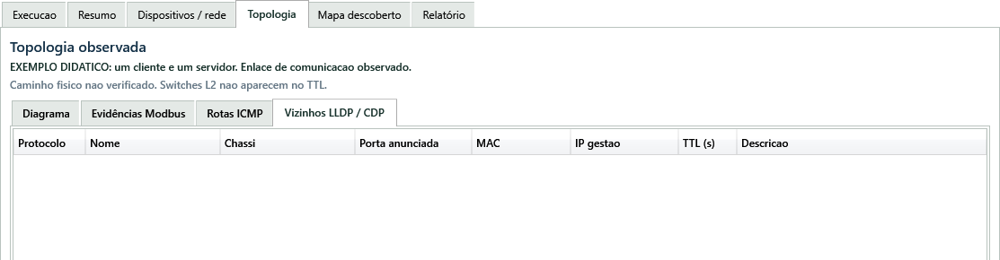 Execucao Resumo Dispositivos / rede Topologia Mapa descoberto Relatório
Topologia observada
EXEMPLO DIDATICO: um cliente e um servidor. Enlace de comunicacao observado.
Caminho fisico nao verificado. Switches L2 nao aparecem no TTL.
Diagrama Evidências Modbus Rotas ICMP Vizinhos LLDP / CDP
Protocolo Nome Chassi Porta anunciada MAC IP gestao TTL (s) Descricao